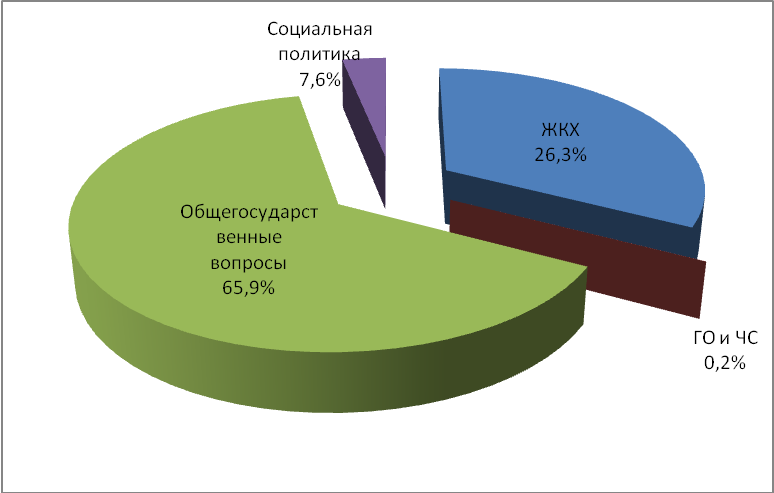 Социальная
политика
7,6%
ЖКХ
26,3%
Общегосударст
венные
вопросы
65,9%
ГО и ЧС
0,2%